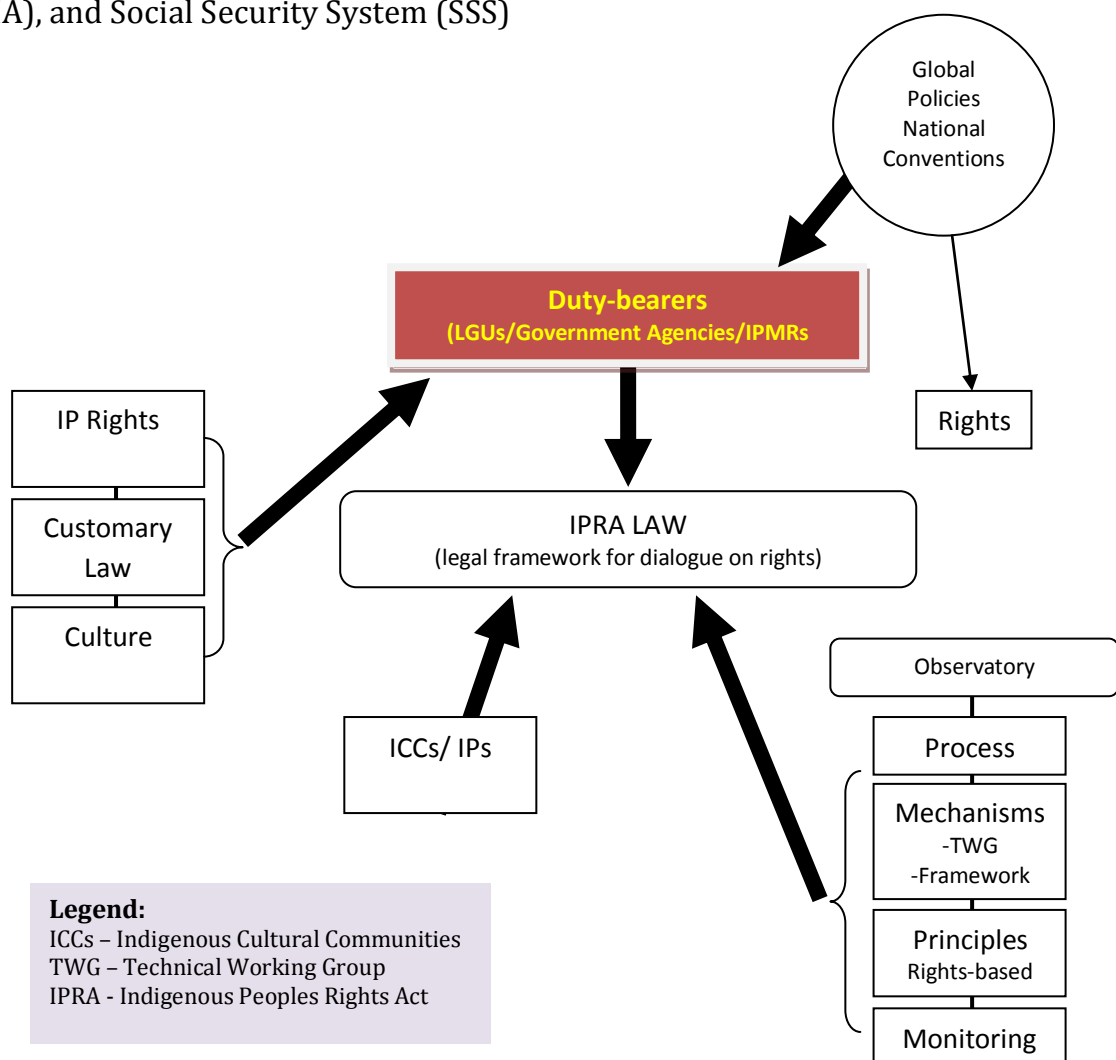 A), and Social Security System (SSS)
Global
Policies
National
Conventions
Duty-bearers
(LGUs/Government Agencies/IPMRs
IP Rights
Rights
Customary
Law
IPRA LAW
(legal framework for dialogue on rights)
Culture
Observatory
ICCs/ IPs
Process
Mechanisms
-TWG
-Framework
Principles
Rights-based
Monitoring
Legend:
ICCs – Indigenous Cultural Communities
TWG – Technical Working Group
IPRA - Indigenous Peoples Rights Act